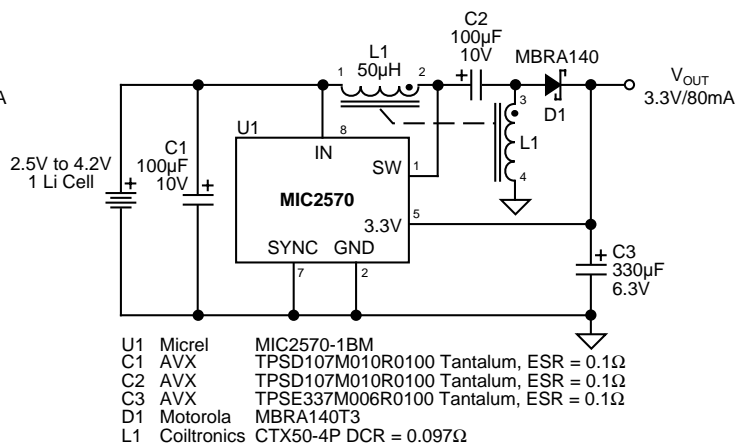 C2
100µF
10V
MBRA140
L1
50µH
1
2
VOUT
3.3V/80mA
A
D1
3
L1
4
U1
8
IN
2.5V to 4.2V
1 Li Cell
C1
100µF
10V
SW
1
MIC2570
3.3V
5
SYNC GND
7
2
C3
330µF
6.3V
U1 Micrel MIC2570-1BM
C1 AVX TPSD107M010R0100 Tantalum, ESR = 0.1Ω
C2 AVX TPSD107M010R0100 Tantalum, ESR = 0.1Ω
C3 AVX TPSE337M006R0100 Tantalum, ESR = 0.1Ω
D1 Motorola MBRA140T3
L1 Coiltronics CTX50-4P DCR = 0.097Ω